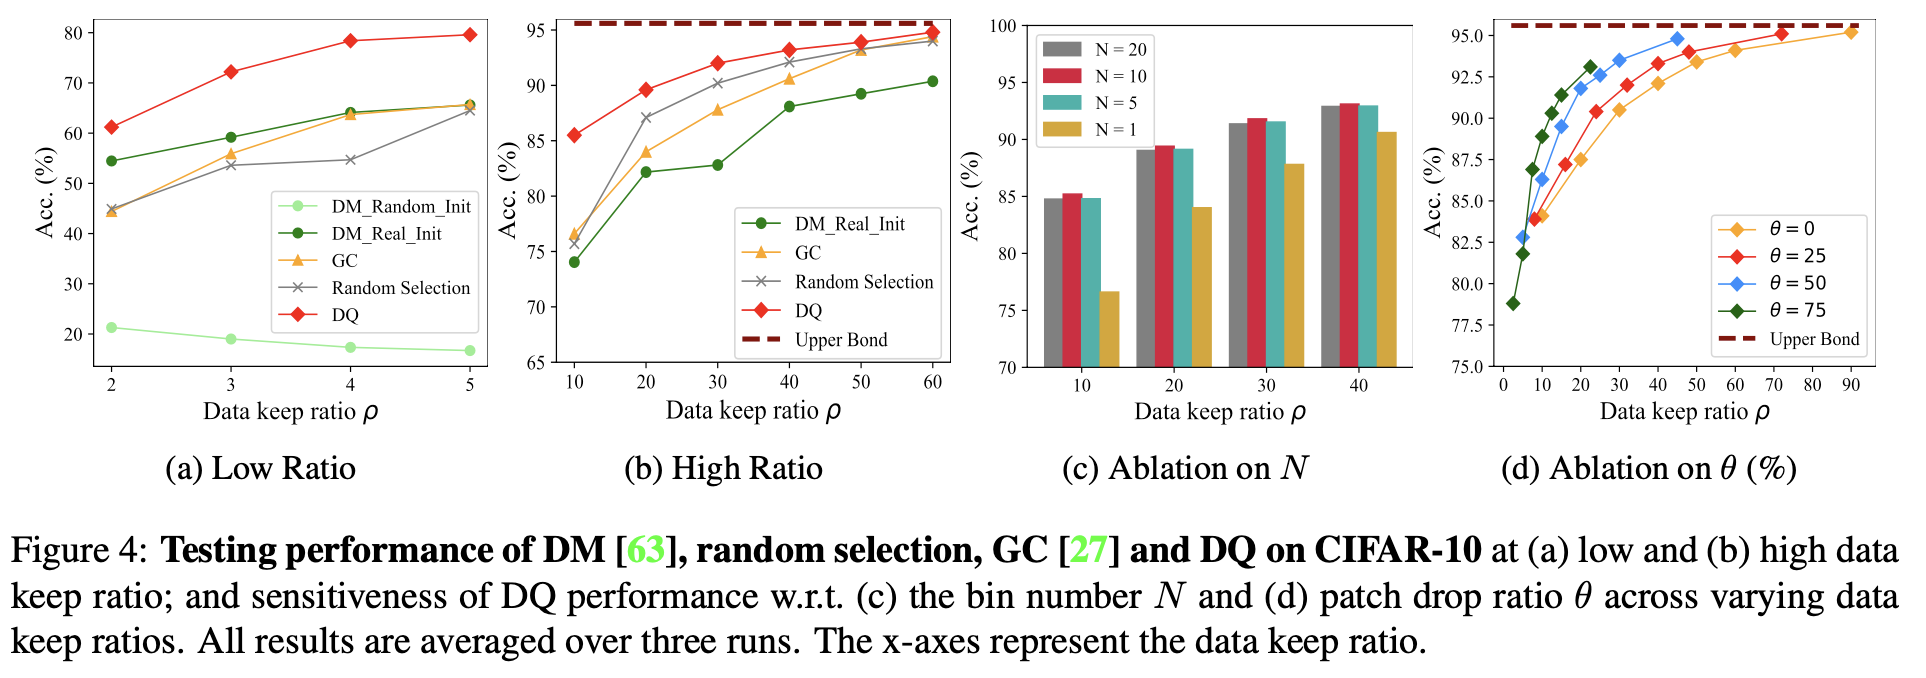 80
70
60
50
40
30
20
Acc. (%)
DM_Random_Init
DM_Real_Init
GC
Random Selection
DQ
2 3 4 5
Data keep ratio ρ
(a) Low Ratio
95
90
85
80
75
70
65
Acc. (%)
DM_Real_Init
GC
Random Selection
DQ
Upper Bond
10 20 30 40 50 60
Data keep ratio ρ
(b) High Ratio
100
95
90
85
80
75
70
Acc. (%)
N = 20
N = 10
N = 5
N = 1
10 20 30 40
Data keep ratio ρ
(c) Ablation on N
95.0
92.5
90.0
87.5
85.0
82.5
80.0
77.5
75.0
Acc. (%)
θ = 0
θ = 25
θ = 50
θ = 75
Upper Bond
0 10 20 30 40 50 60 70 80 90
Data keep ratio ρ
(d) Ablation on θ (%)
Figure 4: Testing performance of DM [63], random selection, GC [27] and DQ on CIFAR-10 at (a) low and (b) high data
keep ratio; and sensitiveness of DQ performance w.r.t. (c) the bin number N and (d) patch drop ratio θ across varying data
keep ratios. All results are averaged over three runs. The x-axes represent the data keep ratio.